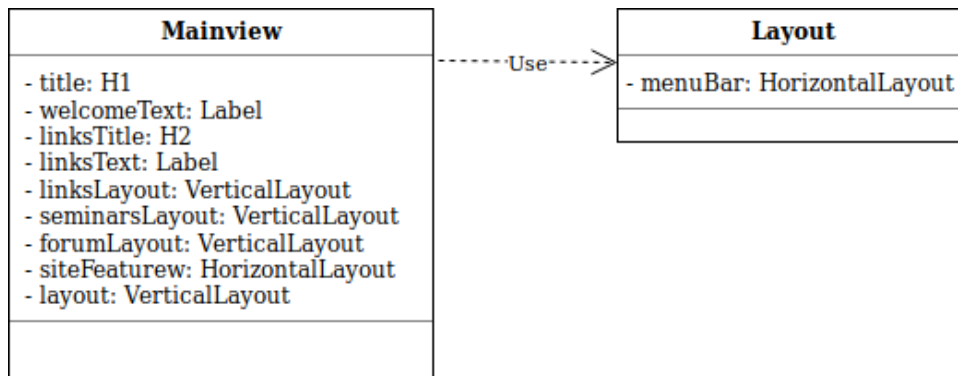 Mainview
- title: H1
- welcomeText: Label
- linksTitle: H2
- linksText: Label
- linksLayout: VerticalLayout
- seminarsLayout: VerticalLayout
- forumLayout: VerticalLayout
- siteFeaturew: HorizontalLayout
- layout: VerticalLayout
Use
Layout
- menuBar: HorizontalLayout